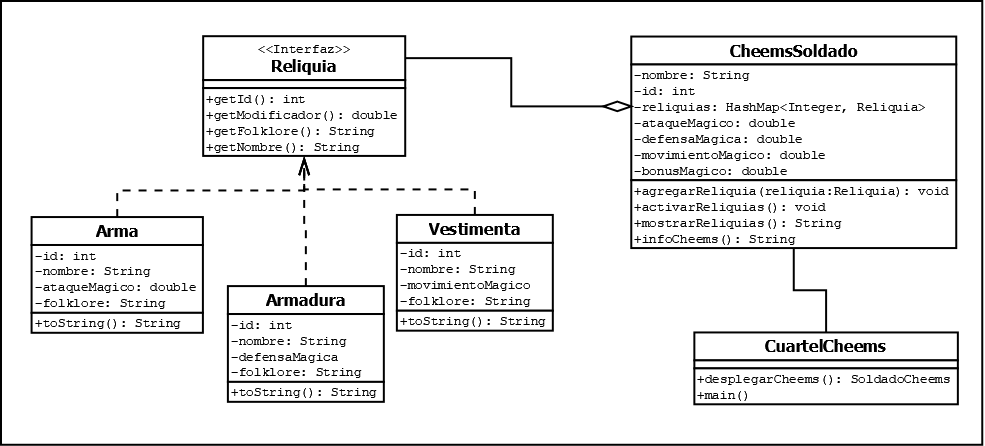 <<Interfaz>>
Reliquia
+getId(): int
+getModificador(): double
+getFolklore(): String
+getNombre(): String
CheemsSoldado
-nombre: String
-id: int
-reliquias: HashMap<Integer, Reliquia>
-ataqueMagico: double
-defensaMagica: double
-movimientoMagico: double
-bonusMagico: double
+agregarReliquia(reliquia:Reliquia): void
+activarReliquias(): void
+mostrarReliquias(): String
+infoCheems(): String
Arma
-id: int
-nombre: String
-ataqueMagico: double
-folklore: String
+toString(): String
Armadura
-id: int
-nombre: String
-defensaMagica
-folklore: String
+toString(): String
Vestimenta
-id: int
-nombre: String
-movimientoMagico
-folklore: String
+toString(): String
CuartelCheems
+desplegarCheems(): SoldadoCheems
+main()